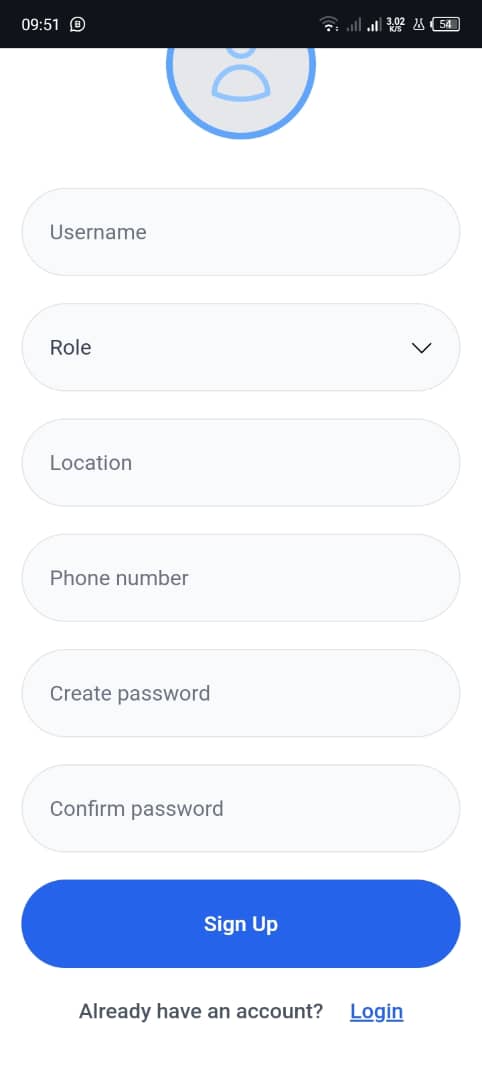 09:51
3.02
K/S
54
Username
Role
Location
Phone number
Create password
Confirm password
Sign Up
Already have an account? Login